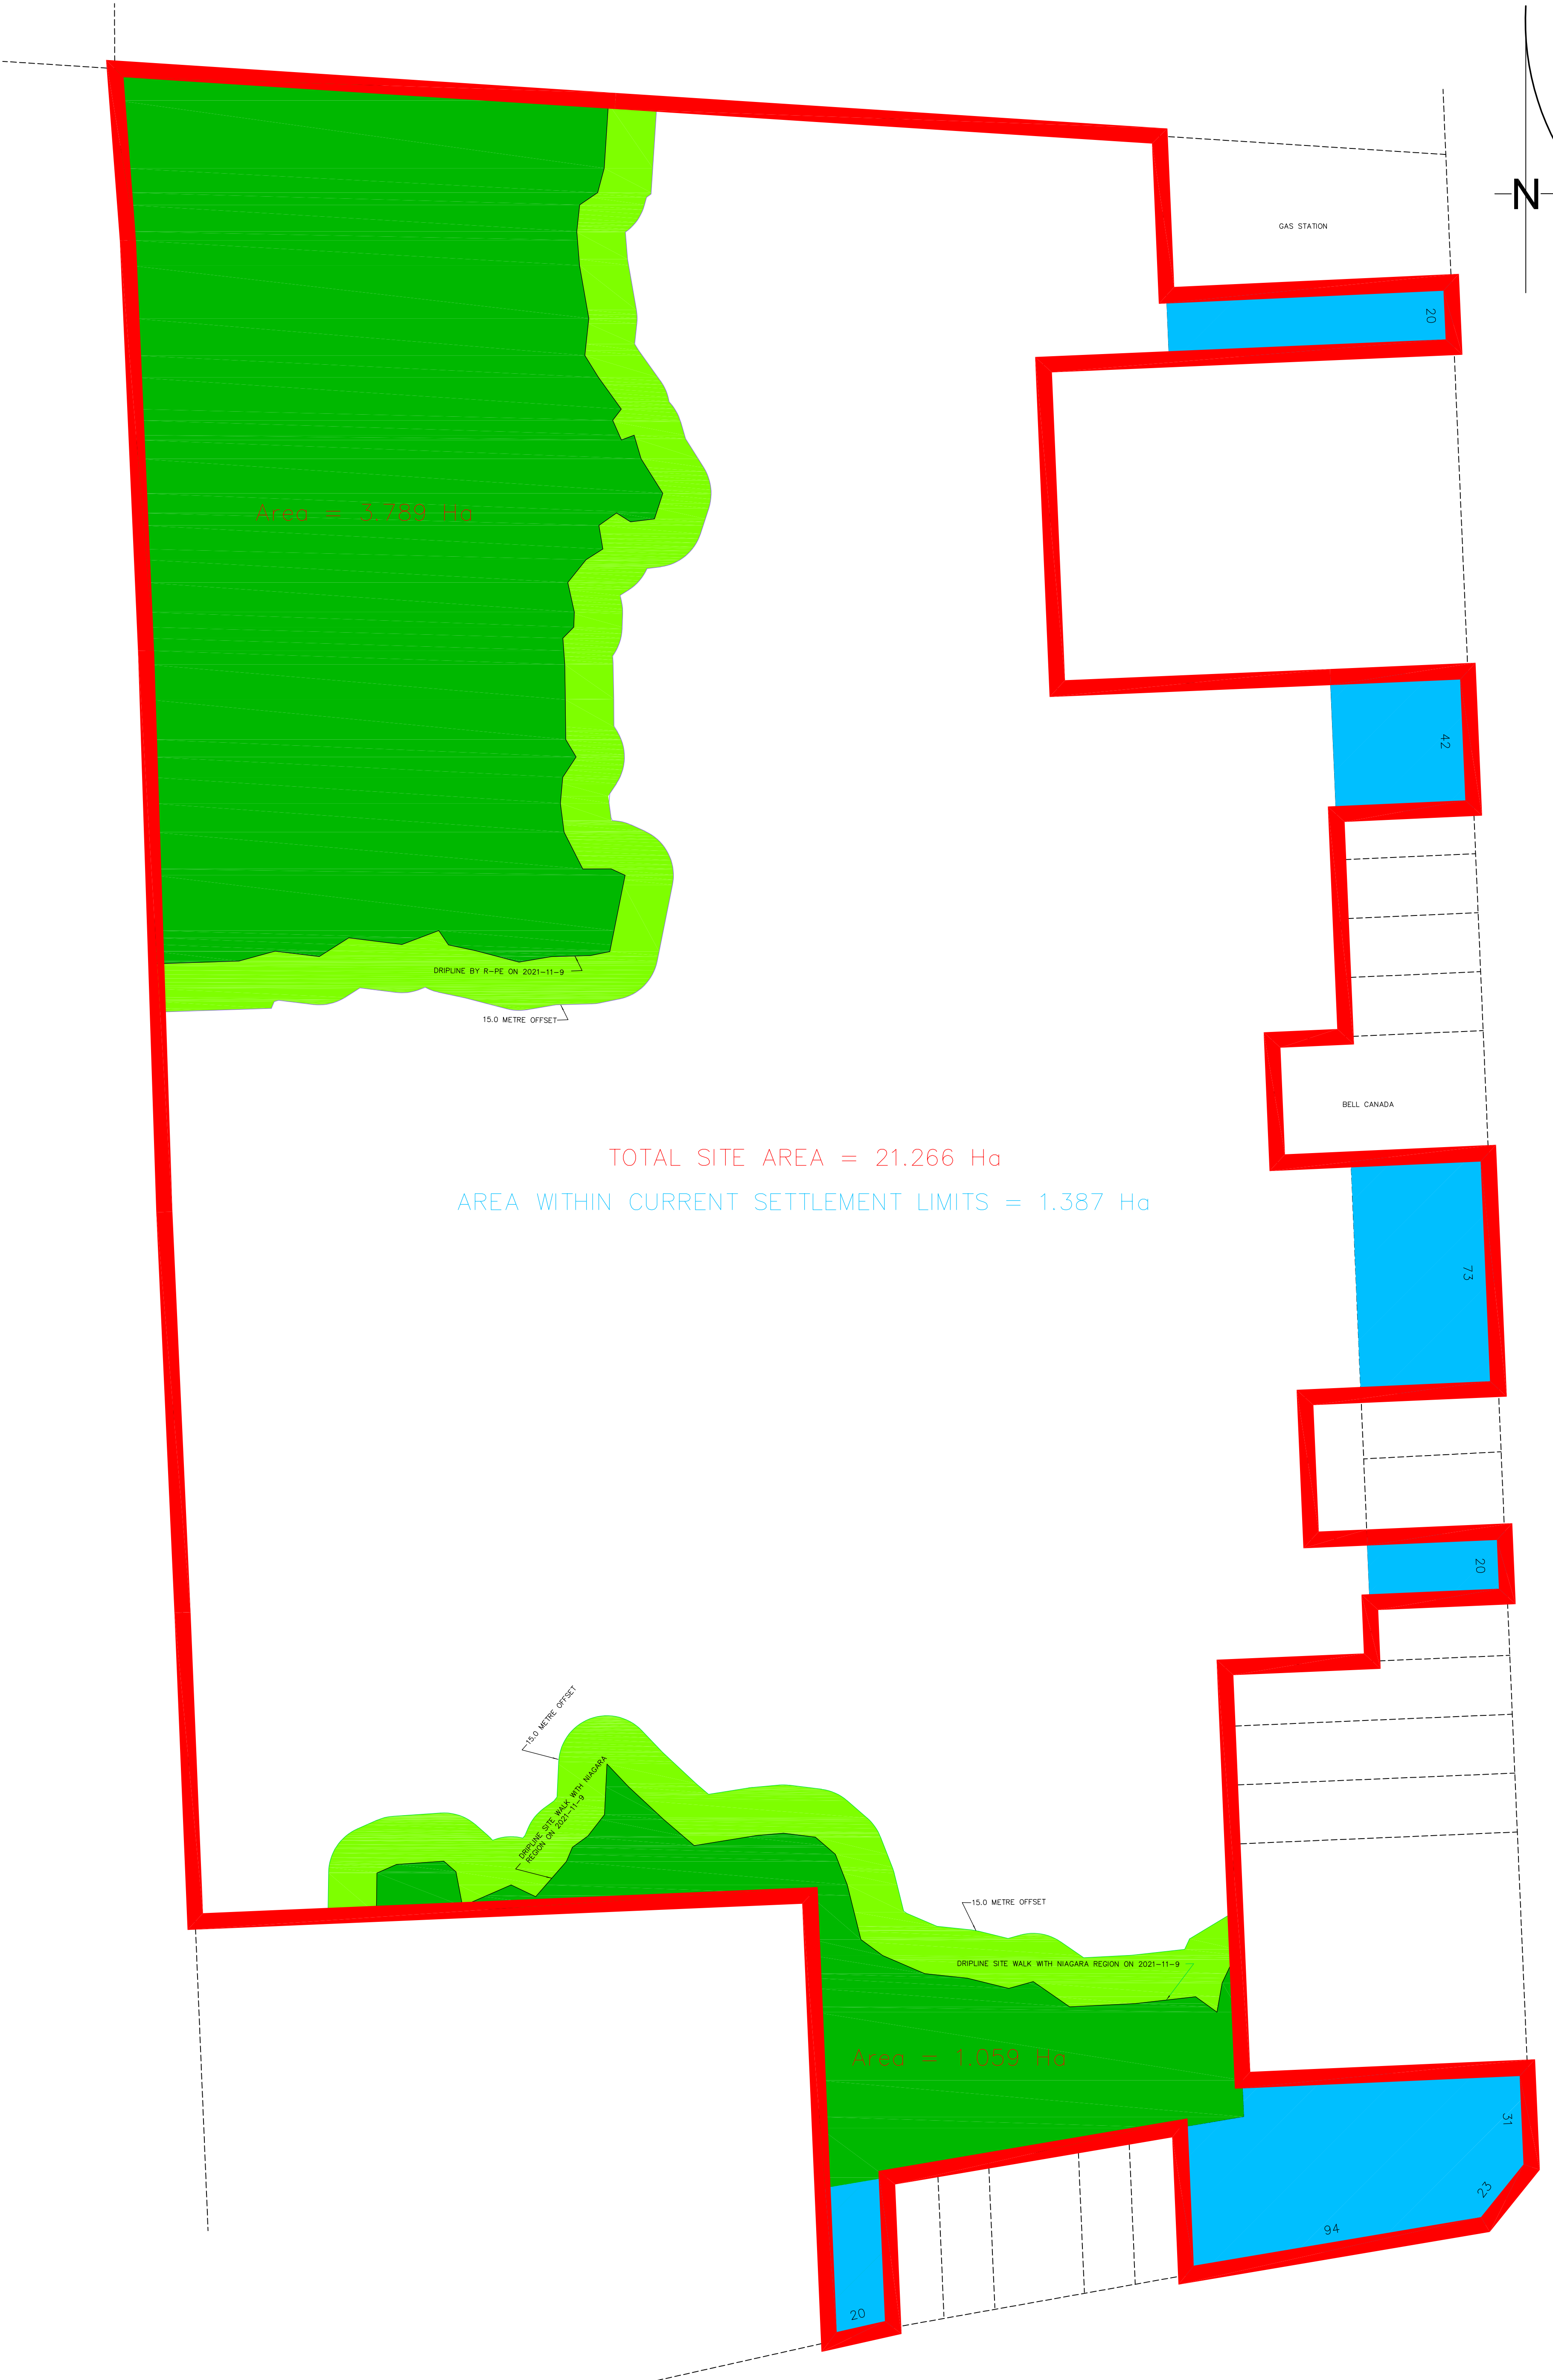 N
GAS STATION
20
Area = 3.789 Ha
42
DRIPLINE BY R-PE ON 2021-11-9
15.0 METRE OFFSET
BELL CANADA
TOTAL SITE AREA = 21.266 Ha
AREA WITHIN CURRENT SETTLEMENT LIMITS = 1.387 Ha
73
20
15.0 METRE OFFSET
DRIPLINE SITE WALK WITH NIAGARA
REGION ON 2021-11-9
15.0 METRE OFFSET
DRIPLINE SITE WALK WITH NIAGARA REGION ON 2021-11-9
Area = 1.059 Ha
31
23
94
20